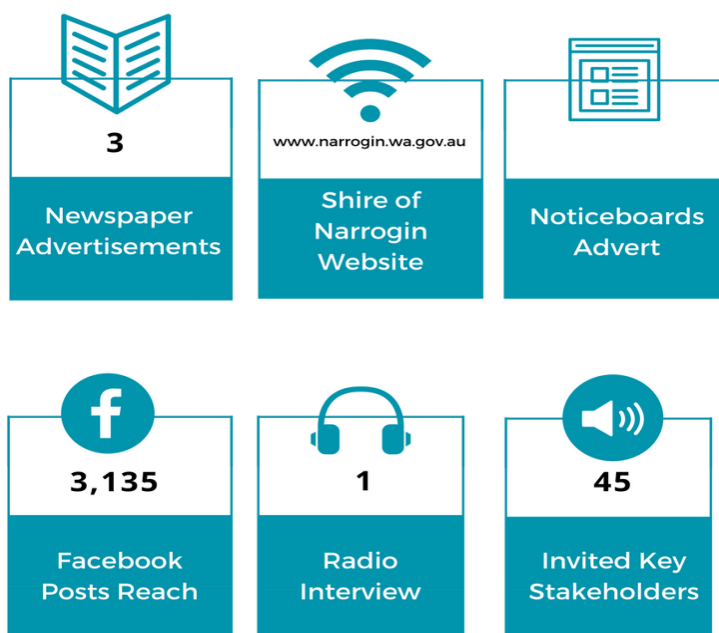 3
Newspaper
Advertisements
www.narrogin.wa.gov.au
Shire of
Narrogin
Website
Noticeboards
Advert
3,135
Facebook
Posts Reach
1
Radio
Interview
45
Invited Key
Stakeholders